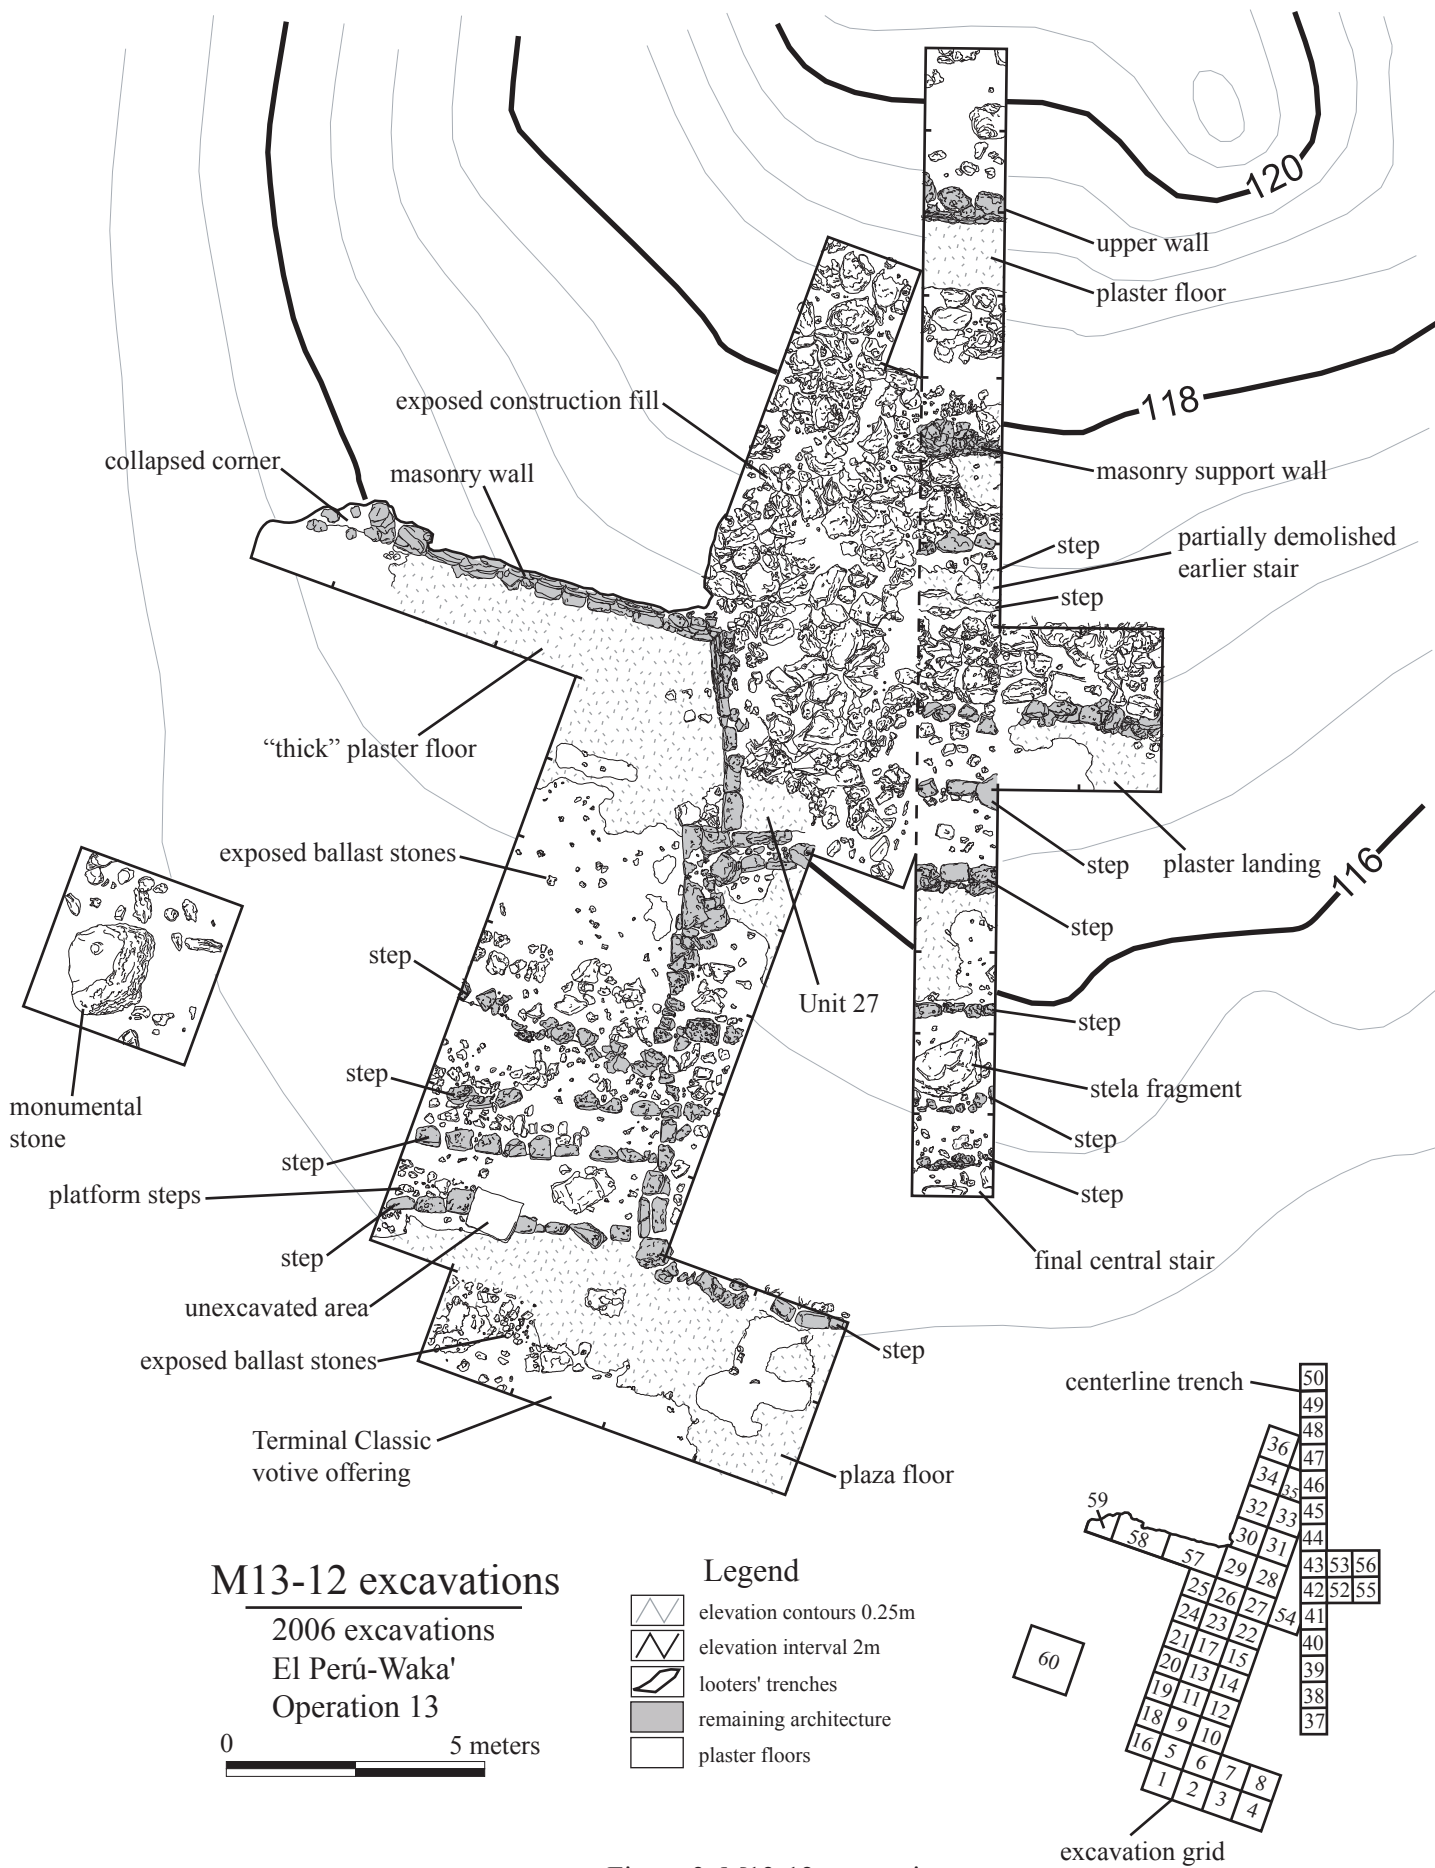 120
upper wall
plaster floor
118
exposed construction fill
collapsed corner
masonry wall
masonry support wall
step
partially demolished
earlier stair
step
"thick" plaster floor
exposed ballast stones
step
plaster landing
116
step
step
Unit 27
step
step
stela fragment
monumental
stone
step
step
platform steps
step
step
final central stair
unexcavated area
exposed ballast stones
step
Terminal Classic
votive offering
plaza floor
centerline trench
50
49
48
36
47
34
35
46
59
32
33
45
58
30
31
44
57
29
28
43
53
56
25
26
27
54
42
52
55
24
23
22
41
21
17
15
40
60
20
13
14
39
19
11
12
38
18
9
10
37
16
5
6
7
8
1
2
3
4
excavation grid
M13-12 excavations
2006 excavations
El Perú-Waka'
Operation 13
0 5 meters
Legend
elevation contours 0.25m
elevation interval 2m
looters' trenches
remaining architecture
plaster floors